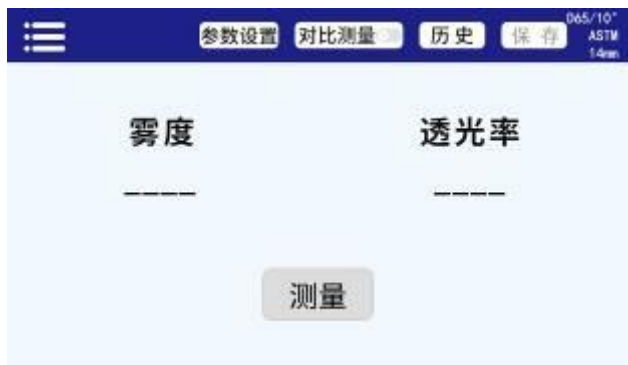 参数设置 对比测量 历史 保存 D65/10°
ASTM
14mm
雾度 透光率
---- ----
测量